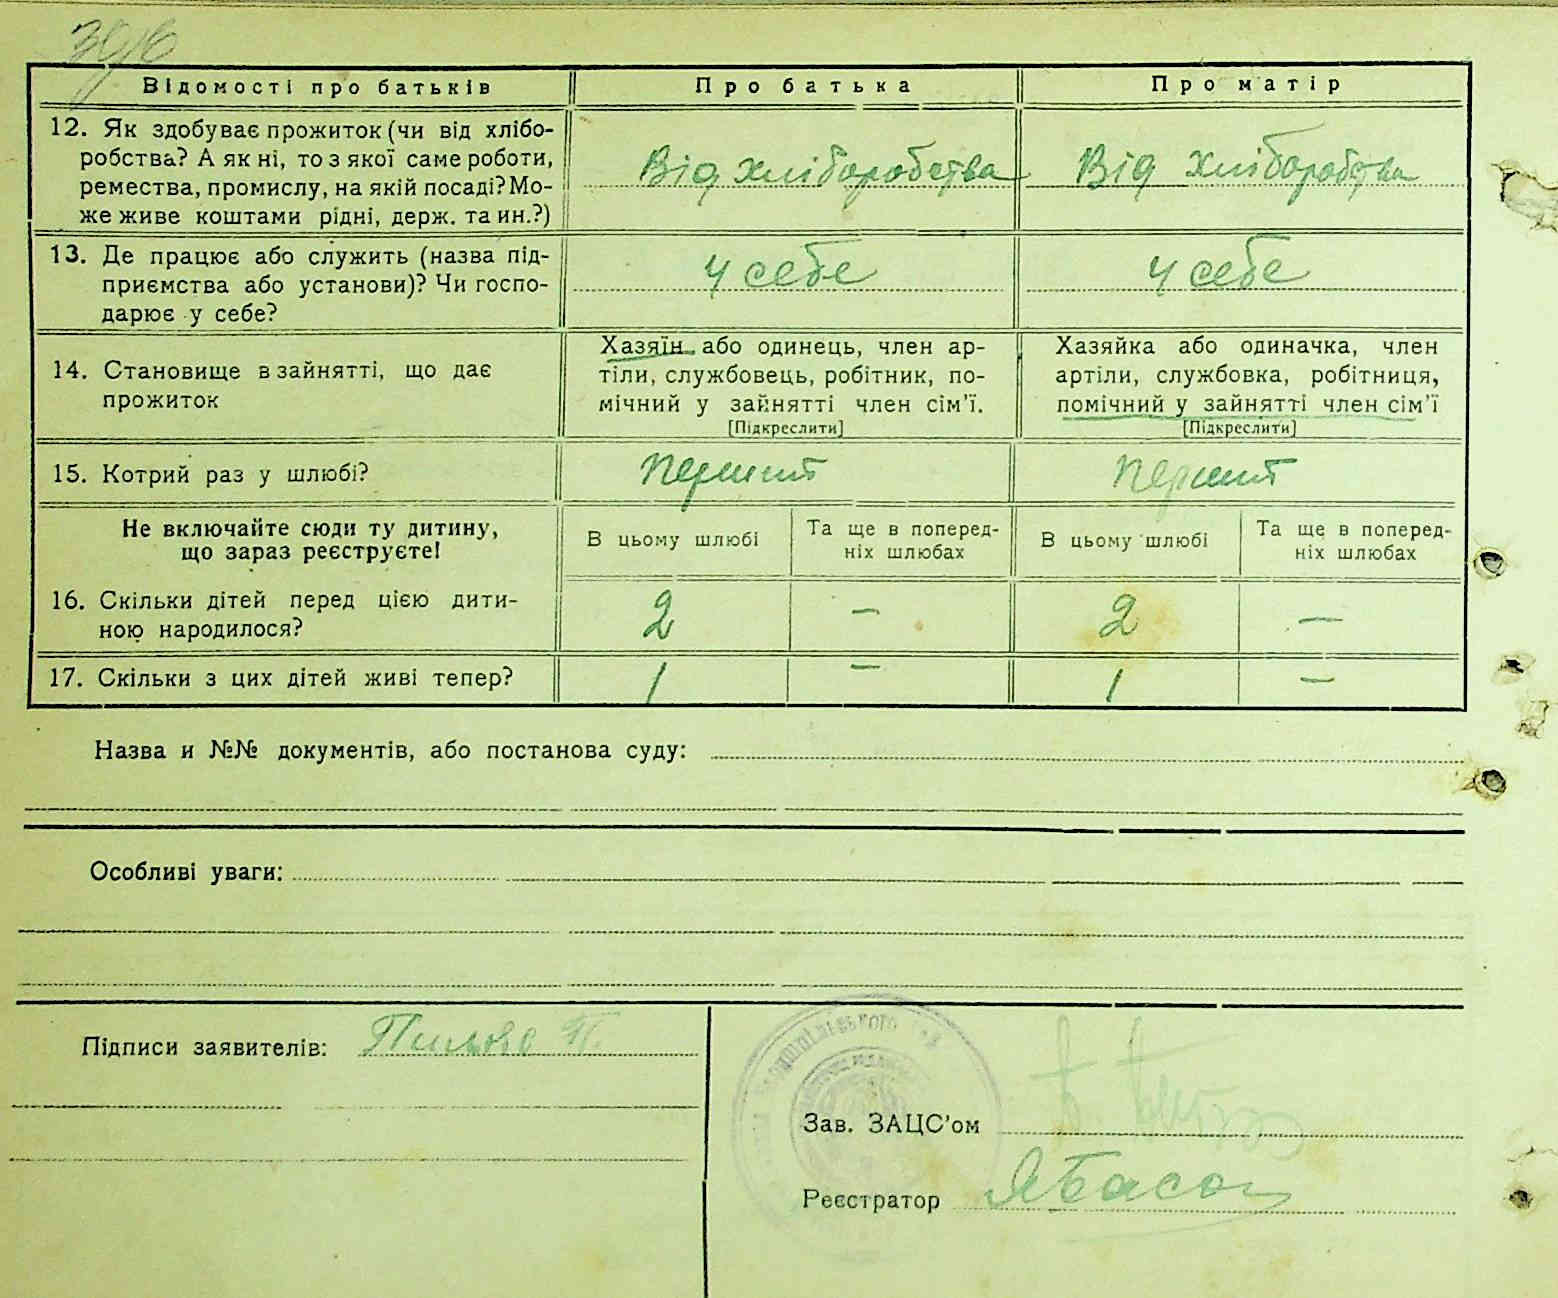 Відомості про батьків
Про батька
Про матір
12. Як здобуває прожиток (чи від хлібо-
робства? А як ні, то з якої саме роботи,
ремества, промислу, на якій посаді? Мо-
же живе коштами рідні, держ. та ин.?)
Від хліборобства
Від хліборобства
13. Де працює або служить (назва під-
приємства або установи)? Чи госпо-
дарює у себе?
у себе
у себе
14. Становище в зайнятті, що дає
прожиток
Хазяїн або одинець, член ар-
тіли, службовець, робітник, по-
мічний у зайнятті член сім'ї.
[Підкреслити]
Хазяйка або одиначка, член
артіли, службовка, робітниця,
помічний у зайнятті член сім'ї
[Підкреслити]
15. Котрий раз у шлюбі?
Перший
Перший
Не включайте сюди ту дитину,
що зараз реєструєте!
В цьому шлюбі
Та ще в поперед-
ніх шлюбах
В цьому шлюбі
Та ще в поперед-
ніх шлюбах
16. Скільки дітей перед цією дити-
ною народилося?
2
—
2
—
17. Скільки з цих дітей живі тепер?
1
—
1
—
Назва и №№ документів, або постанова суду:
Особливі уваги:
Підписи заявителів:
Зав. ЗАЦС'ом
Реєстратор